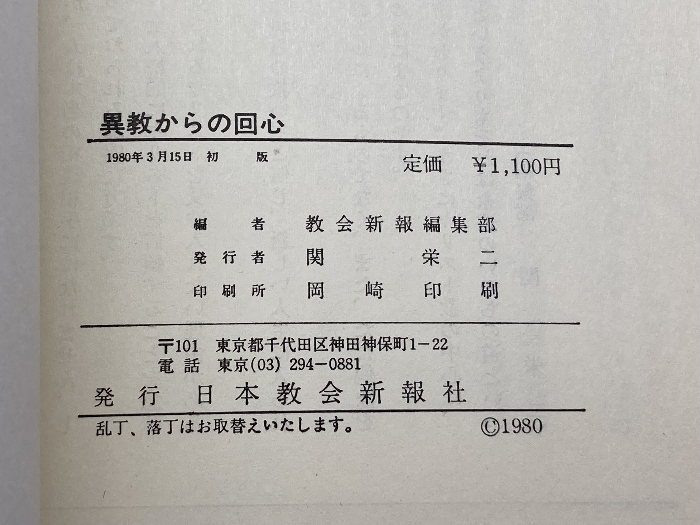 異教からの回心
1980年3月15日 初版
定価 ¥1,100円
編者 教会新報編集部
発行者 関栄二
印刷所 岡崎印刷
〒101 東京都千代田区神田神保町1-22
電話 東京(03) 294-0881
発行 日本教会新報社
乱丁、落丁はお取替えいたします。 ©1980